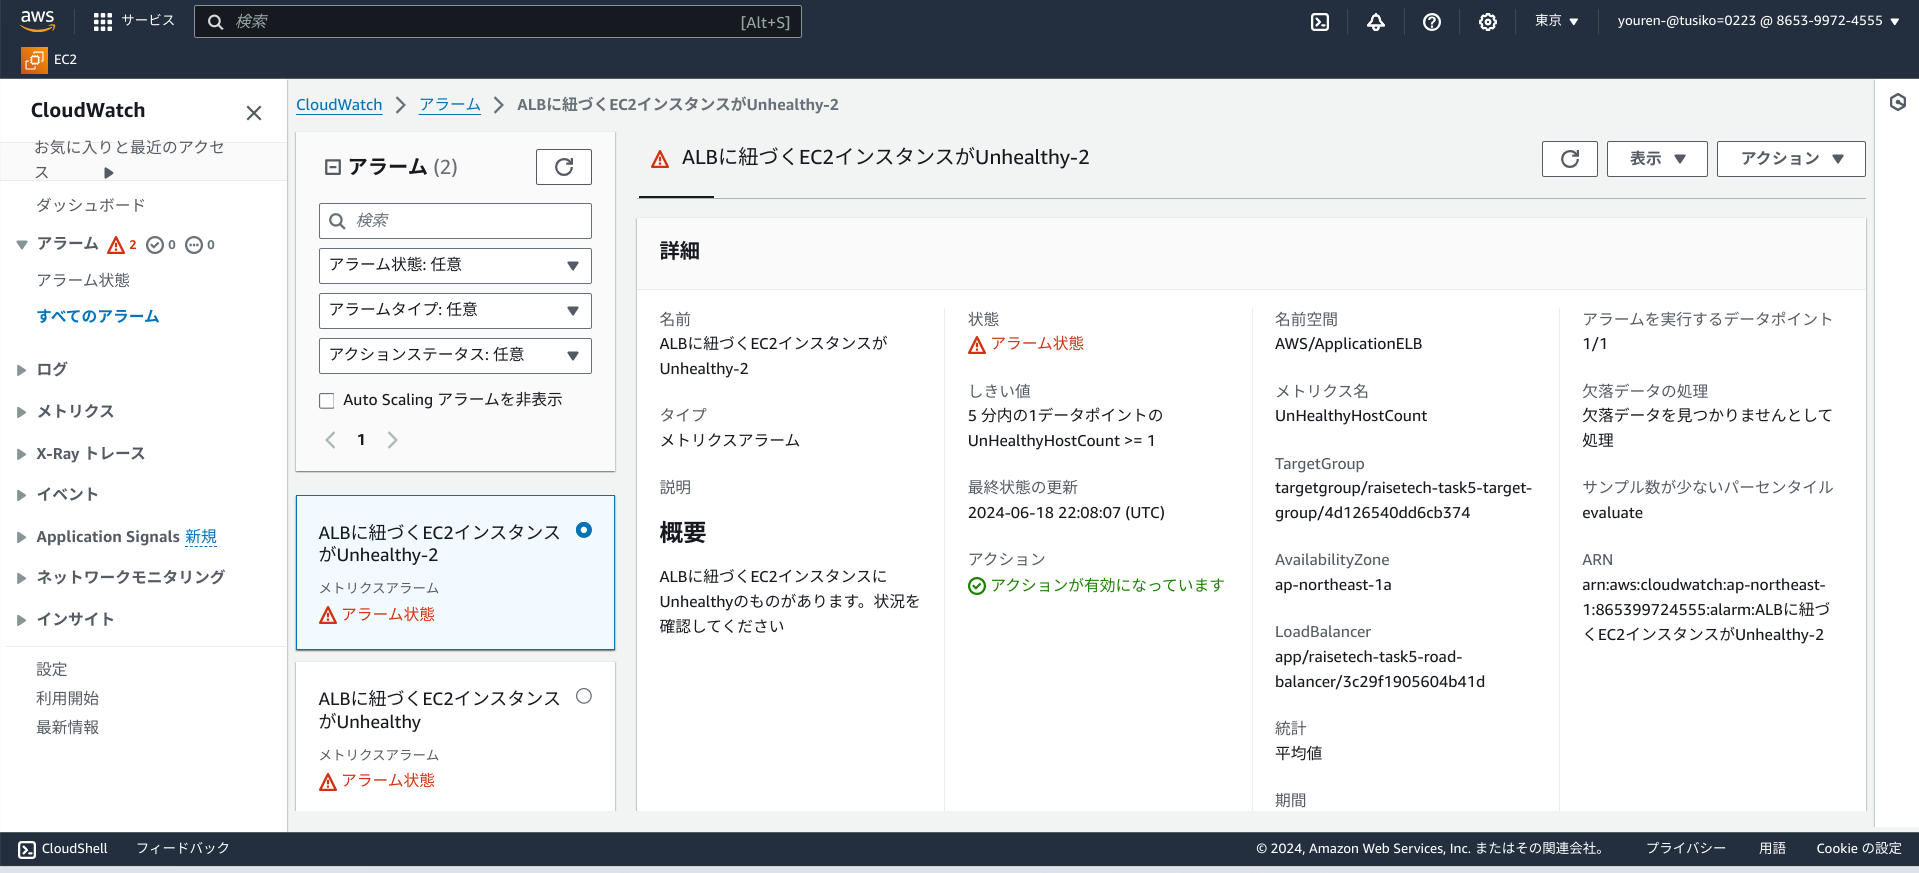 aws
サービス
検索
[Alt+S]
東京
youren-@tusiko=0223 @ 8653-9972-4555
EC2
CloudWatch
お気に入りと最近のアクセ
ス
ダッシュボード
アラーム 2 0 0
アラーム状態
すべてのアラーム
ログ
メトリクス
X-Ray トレース
イベント
Application Signals 新規
ネットワークモニタリング
インサイト
設定
利用開始
最新情報
CloudWatch
アラーム
ALBに紐づくEC2インスタンスがUnhealthy-2
アラーム (2)
検索
アラーム状態: 任意
アラームタイプ: 任意
アクションステータス: 任意
Auto Scaling アラームを非表示
1
ALBに紐づくEC2インスタンス
がUnhealthy-2
メトリクスアラーム
アラーム状態
ALBに紐づくEC2インスタンス
がUnhealthy
メトリクスアラーム
アラーム状態
ALBに紐づくEC2インスタンスがUnhealthy-2
表示
アクション
詳細
名前
ALBに紐づくEC2インスタンスが
Unhealthy-2
タイプ
メトリクスアラーム
説明
概要
ALBに紐づくEC2インスタンスに
Unhealthyのものがあります。状況を
確認してください
状態
アラーム状態
しきい値
5 分内の1データポイントの
UnHealthyHostCount >= 1
最終状態の更新
2024-06-18 22:08:07 (UTC)
アクション
アクションが有効になっています
名前空間
AWS/ApplicationELB
メトリクス名
UnHealthyHostCount
TargetGroup
targetgroup/raisetech-task5-target-
group/4d126540dd6cb374
AvailabilityZone
ap-northeast-1a
LoadBalancer
app/raisetech-task5-road-
balancer/3c29f1905604b41d
統計
平均値
期間
アラームを実行するデータポイント
1/1
欠落データの処理
欠落データを見つかりませんとして
処理
サンプル数が少ないパーセンタイル
evaluate
ARN
arn:aws:cloudwatch:ap-northeast-
1:865399724555:alarm:ALBに紐づ
くEC2インスタンスがUnhealthy-2
CloudShell
フィードバック
© 2024, Amazon Web Services, Inc. またはその関連会社。
プライバシー
用語
Cookie の設定